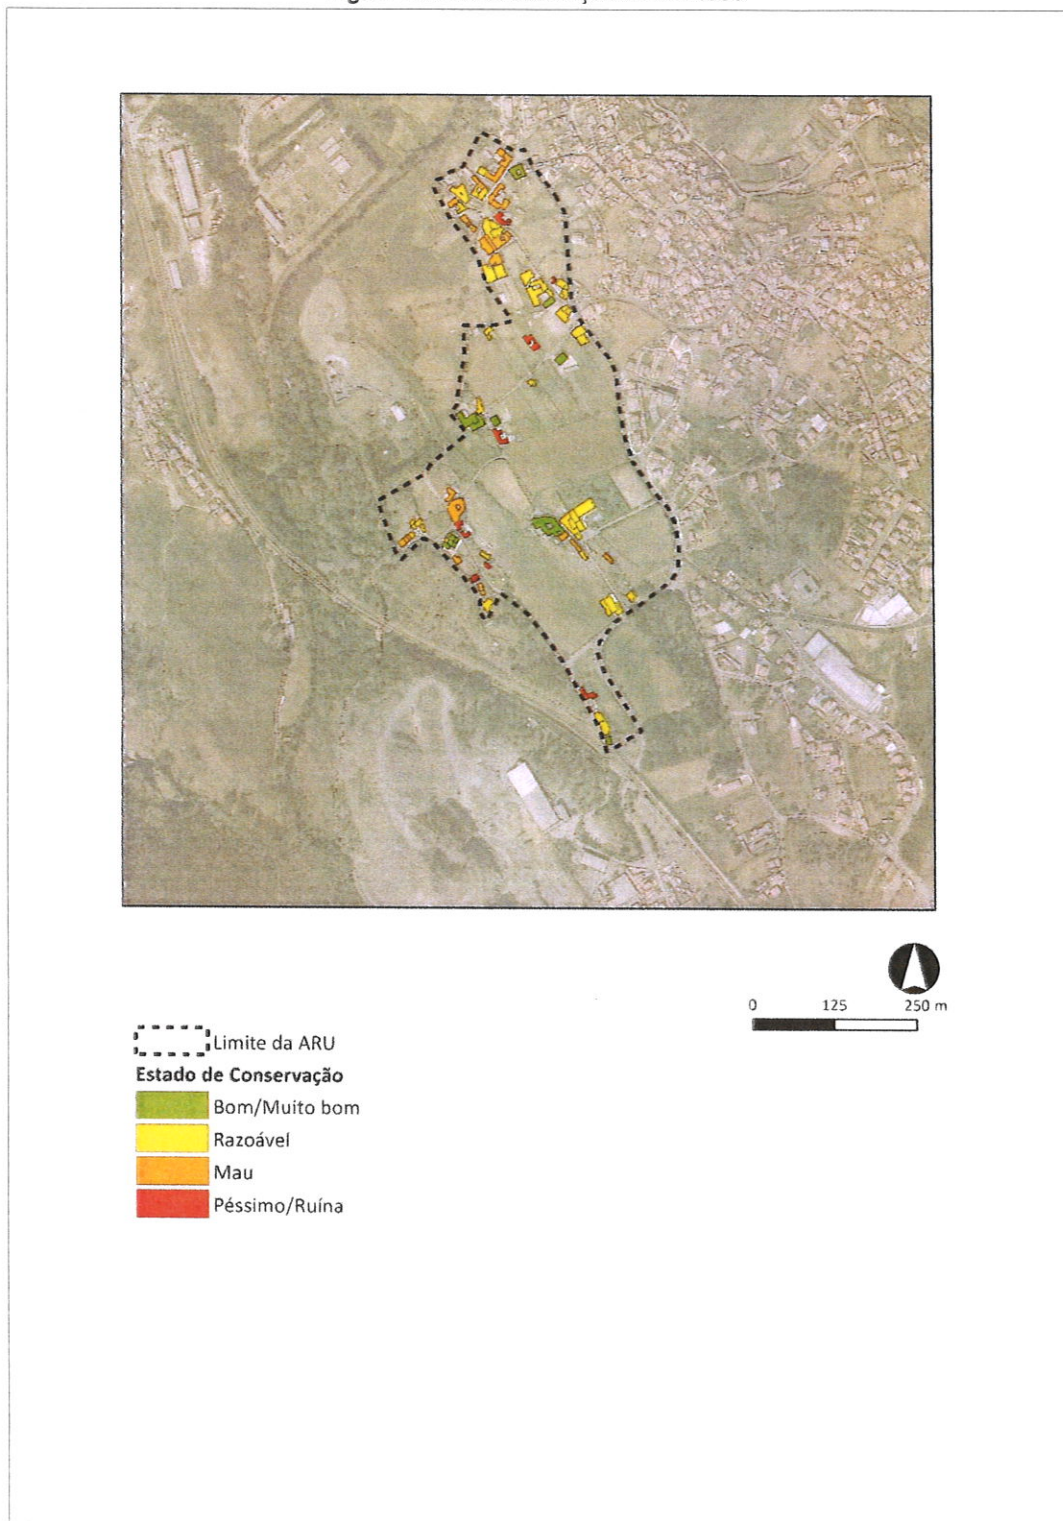 0 125 250 m
Limite da ARU
Estado de Conservação
Bom/Muito bom
Razoável
Mau
Péssimo/Ruína